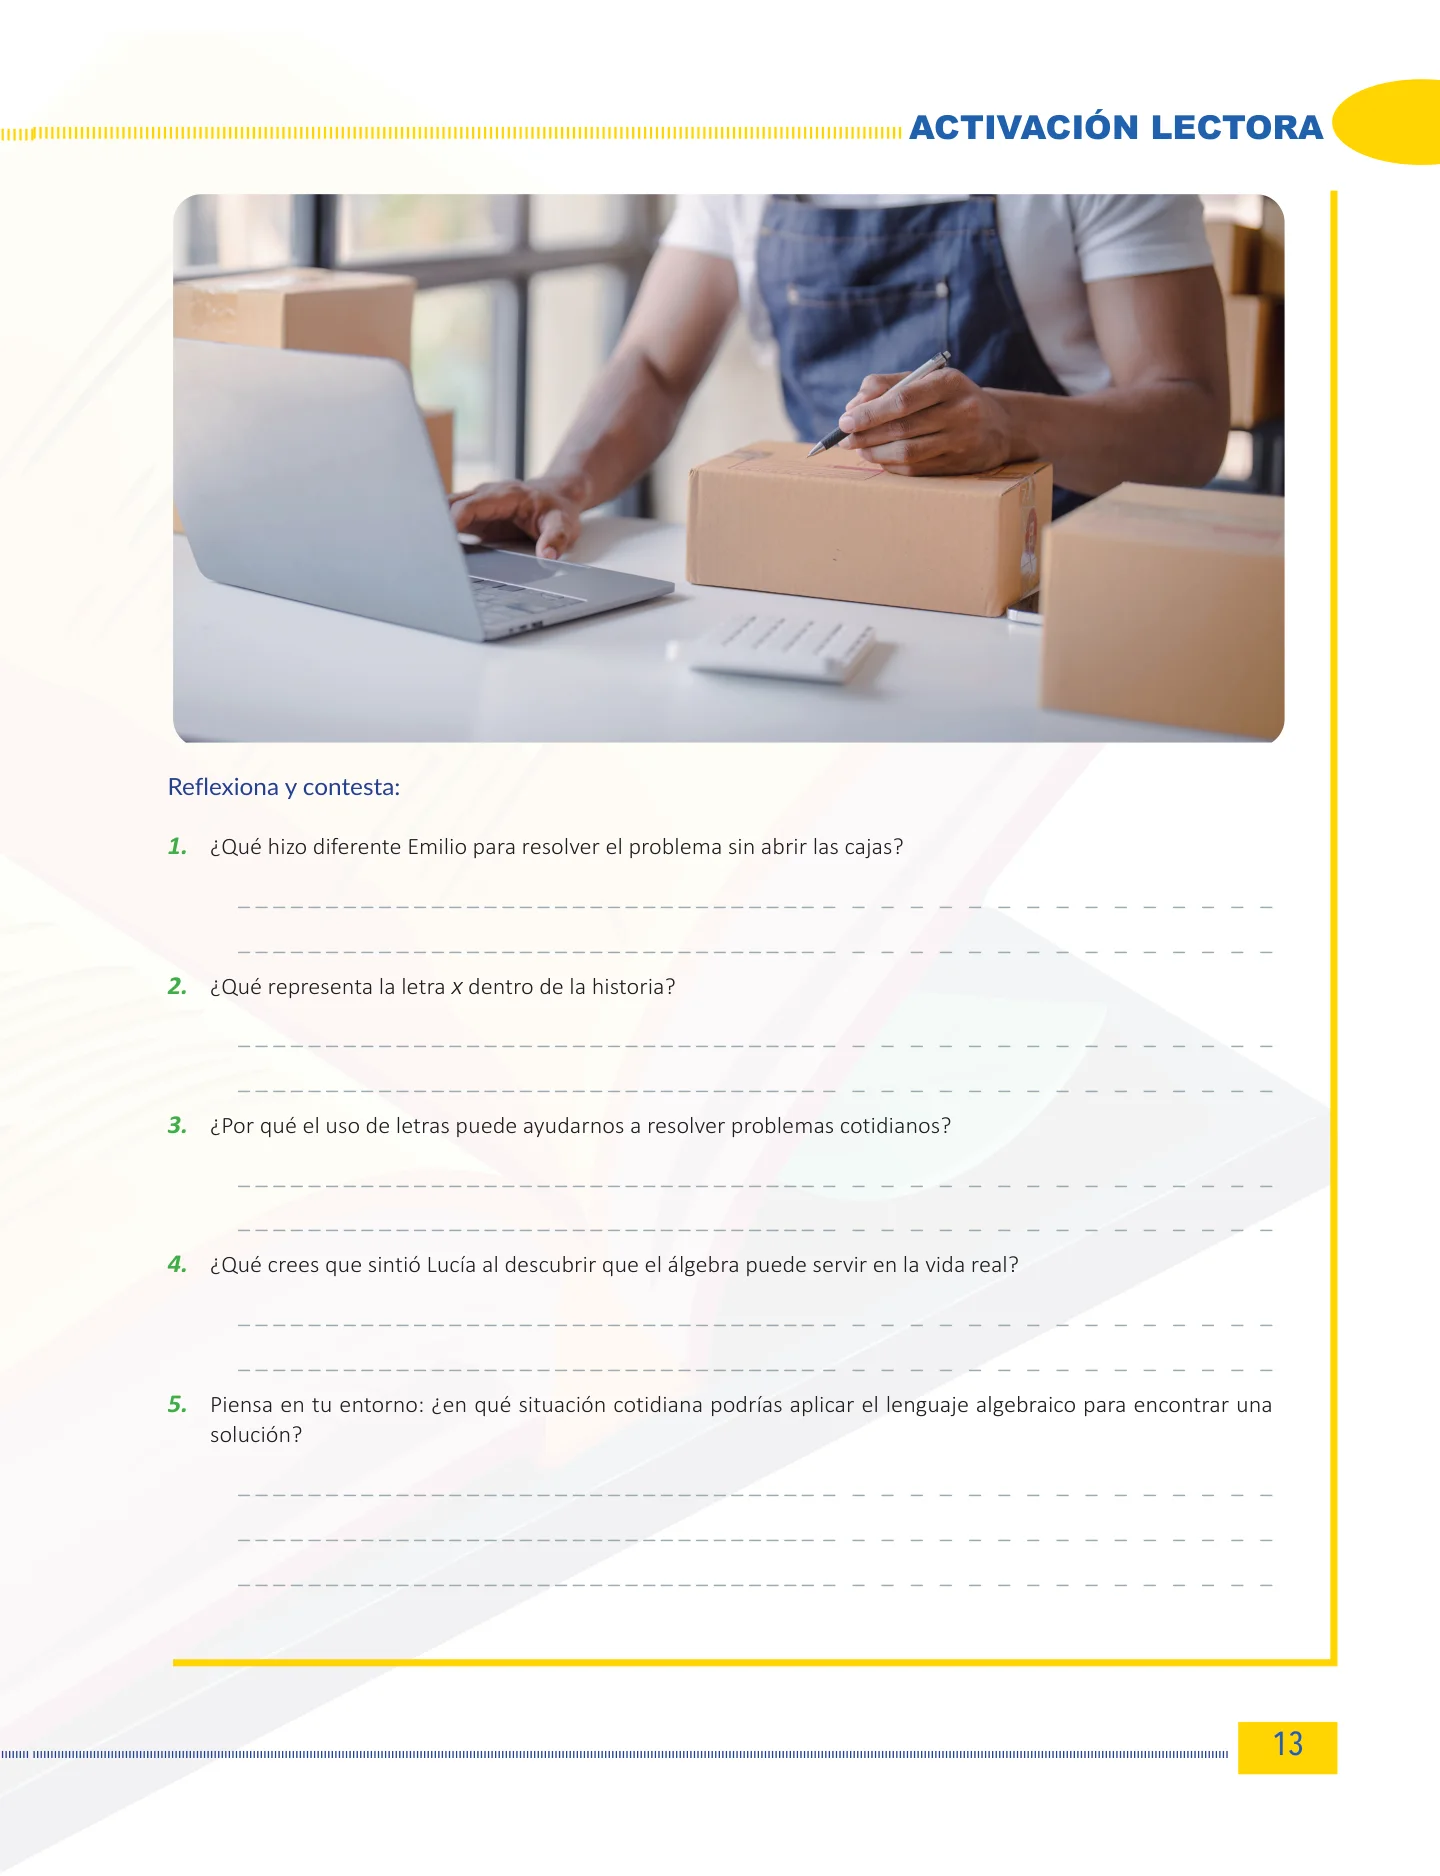 ACTIVACIÓN LECTORA
Reflexiona y contesta:
1. ¿Qué hizo diferente Emilio para resolver el problema sin abrir las cajas?
2. ¿Qué representa la letra x dentro de la historia?
3. ¿Por qué el uso de letras puede ayudarnos a resolver problemas cotidianos?
4. ¿Qué crees que sintió Lucía al descubrir que el álgebra puede servir en la vida real?
5. Piensa en tu entorno: ¿en qué situación cotidiana podrías aplicar el lenguaje algebraico para encontrar una
solución?
13